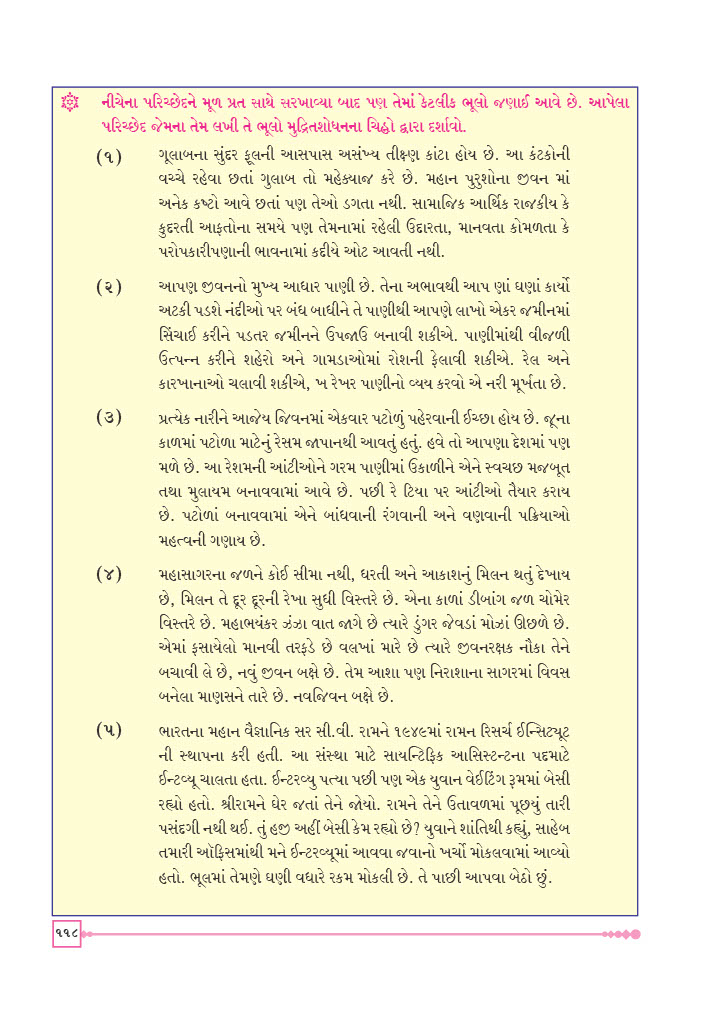 નીચેના પરિચ્છેદને મૂળ પ્રત સાથે સરખાવ્યા બાદ પણ તેમાં કેટલીક ભૂલો જણાઈ આવે છે. આપેલા
પરિચ્છેદ જેમના તેમ લખી તે ભૂલો મુદ્રિતશોધનના ચિહ્નો દ્વારા દર્શાવો.
(૧) ગૂલાબના સુંદર ફૂલની આસપાસ અસંખ્ય તીક્ષ્ણ કાંટા હોય છે. આ કંટકોની
વચ્ચે રહેવા છતાં ગુલાબ તો મહેક્યાજ કરે છે. મહાન પુરુશોના જીવન માં
અનેક કષ્ટો આવે છતાં પણ તેઓ ડગતા નથી. સામાજિક આર્થિક રાજકીય કે
કુદરતી આફતોના સમયે પણ તેમનામાં રહેલી ઉદારતા, માનવતા કોમળતા કે
પરોપકારીપણાની ભાવનામાં કદીયે ઓટ આવતી નથી.
(૨) આપણ જીવનનો મુખ્ય આધાર પાણી છે. તેના અભાવથી આપ ણાં ઘણાં કાર્યો
અટકી પડશે નંદીઓ પર બંધ બાધીને તે પાણીથી આપણે લાખો એકર જમીનમાં
સિંચાઈ કરીને પડતર જમીનને ઉપજાઉ બનાવી શકીએ. પાણીમાંથી વીજળી
ઉત્પન્ન કરીને શહેરો અને ગામડાઓમાં રોશની ફેલાવી શકીએ. રેલ અને
કારખાનાઓ ચલાવી શકીએ, ખ રેખર પાણીનો વ્યય કરવો એ નરી મૂર્ખતા છે.
(૩) પ્રત્યેક નારીને આજેય જિવનમાં એકવાર પટોળું પહેરવાની ઈચ્છા હોય છે. જૂના
કાળમાં પટોળા માટેનું રેસમ જાપાનથી આવતું હતું. હવે તો આપણા દેશમાં પણ
મળે છે. આ રેશમની આંટીઓને ગરમ પાણીમાં ઉકાળીને એને સ્વચછ મજબૂત
તથા મુલાયમ બનાવવામાં આવે છે. પછી રે ટિયા પર આંટીઓ તૈયાર કરાય
છે. પટોળાં બનાવવામાં એને બાંધવાની રંગવાની અને વણવાની પક્રિયાઓ
મહત્વની ગણાય છે.
(૪) મહાસાગરના જળને કોઈ સીમા નથી, ધરતી અને આકાશનું મિલન થતું દેખાય
છે, મિલન તે દૂર દૂરની રેખા સુધી વિસ્તરે છે. એના કાળાં ડીબાંગ જળ ચોમેર
વિસ્તરે છે. મહાભયંકર ઝંઝા વાત જાગે છે ત્યારે ડુંગર જેવડાં મોઝાં ઊછળે છે.
એમાં ફસાયેલો માનવી તરફડે છે વલખાં મારે છે ત્યારે જીવનરક્ષક નૌકા તેને
બચાવી લે છે, નવું જીવન બક્ષે છે. તેમ આશા પણ નિરાશાના સાગરમાં વિવસ
બનેલા માણસને તારે છે. નવજિવન બક્ષે છે.
(૫) ભારતના મહાન વૈજ્ઞાનિક સર સી.વી. રામને ૧૯૪૯માં રામન રિસર્ચ ઈન્સિટ્યૂટ્
ની સ્થાપના કરી હતી. આ સંસ્થા માટે સાયન્ટિફિક આસિસ્ટન્ટના પદમાટે
ઈન્ટવ્યૂ ચાલતા હતા. ઈન્ટરવ્યુ પત્યા પછી પણ એક યુવાન વેઈટિંગ રૂમમાં બેસી
રહ્યો હતો. શ્રીરામને ઘેર જતાં તેને જોયો. રામને તેને ઉતાવળમાં પૂછયું તારી
પસંદગી નથી થઈ. તું હજી અહીં બેસી કેમ રહ્યો છે? યુવાને શાંતિથી કહ્યું, સાહેબ
તમારી ઑફિસમાંથી મને ઈન્ટરવ્યૂમાં આવવા જવાનો ખર્ચો મોકલવામાં આવ્યો
હતો. ભૂલમાં તેમણે ઘણી વધારે રકમ મોકલી છે. તે પાછી આપવા બેઠો છું.
૧૧૮